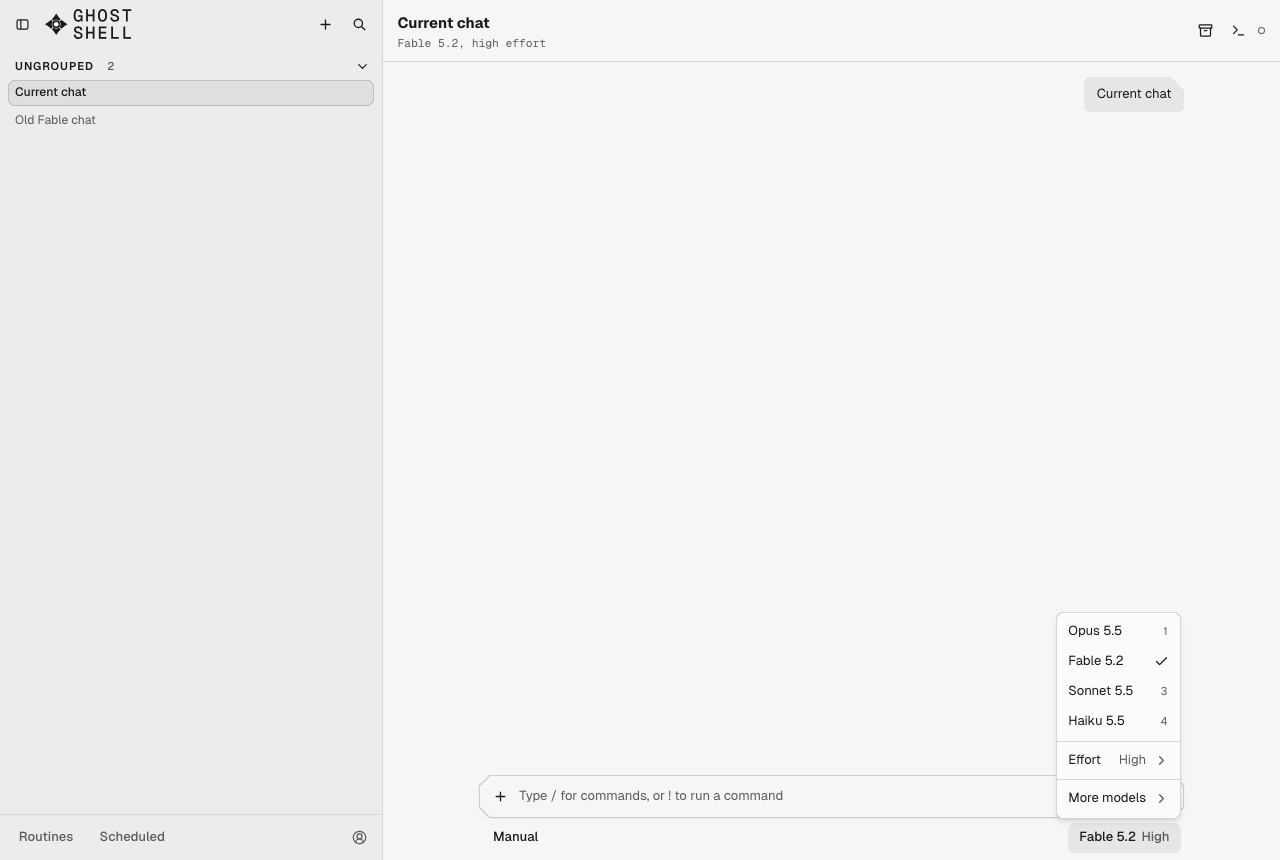 GHOST
SHELL
UNGROUPED 2
Current chat
Old Fable chat
Routines
Scheduled
Current chat
Fable 5.2, high effort
Current chat
Opus 5.5 1
Fable 5.2
Sonnet 5.5 3
Haiku 5.5 4
Effort High
More models
Type / for commands, or ! to run a command
Manual
Fable 5.2 High